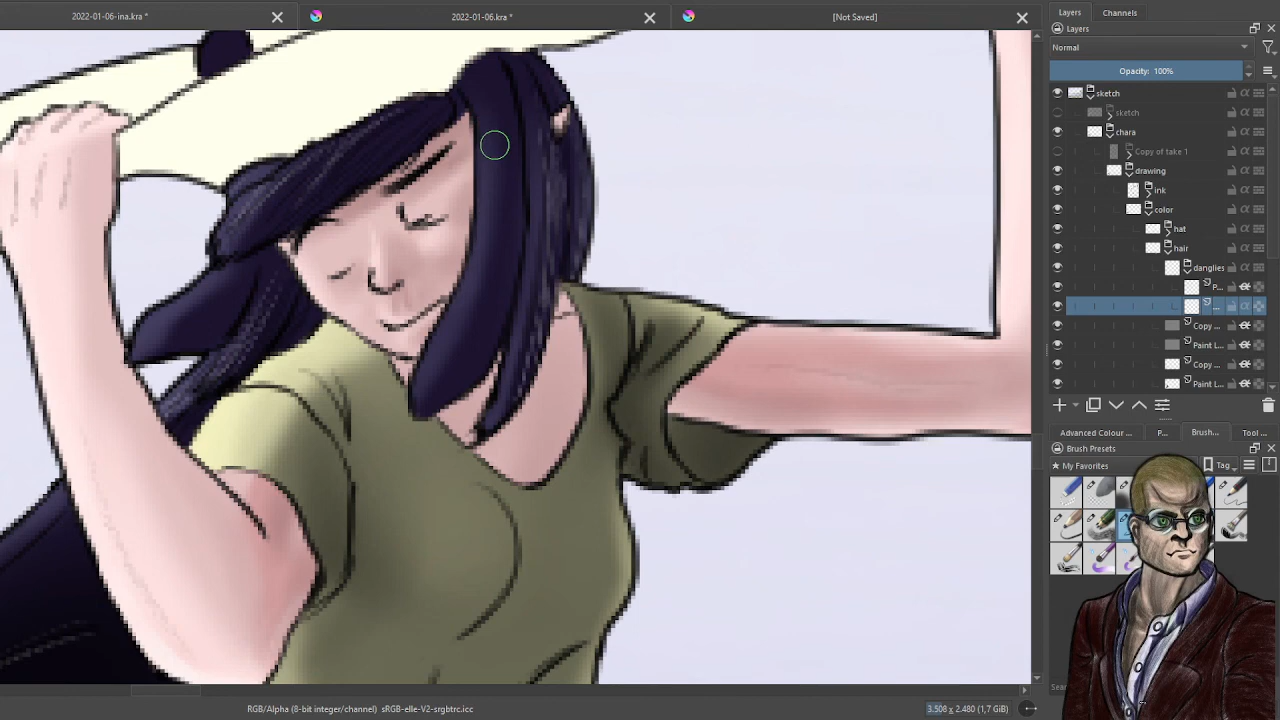 2022-01-06-ina.kra *
2022-01-06.kra *
[Not Saved]
Layers
Channels
Layers
Normal
Opacity: 100%
sketch
sketch
chara
Copy of take 1
drawing
ink
color
hat
hair
danglies
P...
...
Copy ...
Paint L...
Copy ...
Paint L...
Advanced Colour ...
P...
Brush...
Tool ...
Brush Presets
★ My Favorites
Tag
RGB/Alpha (8-bit integer/channel) sRGB-elle-V2-srgbtrc.icc
3.508 x 2.480 (1,7 GiB)